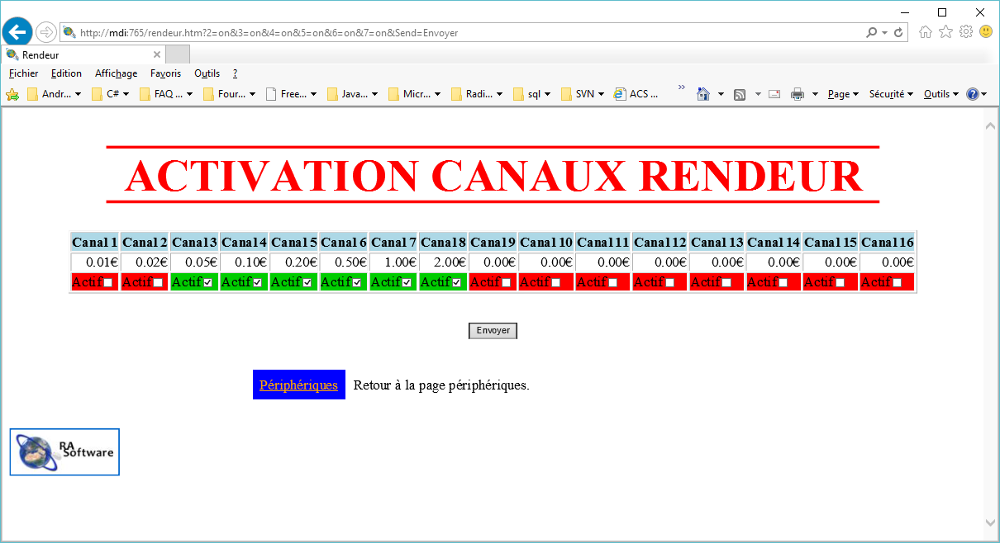 http://mdi:765/rendeur.htm?2=on&3=on&4=on&5=on&6=on&7=on&Send=Envoyer
Rendeur
Fichier Edition Affichage Favoris Outils ?
Andr... C# FAQ ... Four... Free... Java... Micr... Radi... sql SVN ACS ... » Page Sécurité Outils
ACTIVATION CANAUX RENDEUR
Canal 1 Canal 2 Canal 3 Canal 4 Canal 5 Canal 6 Canal 7 Canal 8 Canal 9 Canal 10 Canal 11 Canal 12 Canal 13 Canal 14 Canal 15 Canal 16
0.01€ 0.02€ 0.05€ 0.10€ 0.20€ 0.50€ 1.00€ 2.00€ 0.00€ 0.00€ 0.00€ 0.00€ 0.00€ 0.00€ 0.00€ 0.00€
Actif Actif Actif Actif Actif Actif Actif Actif Actif Actif Actif Actif Actif Actif Actif Actif
Envoyer
Périphériques Retour à la page périphériques.
RA
Software